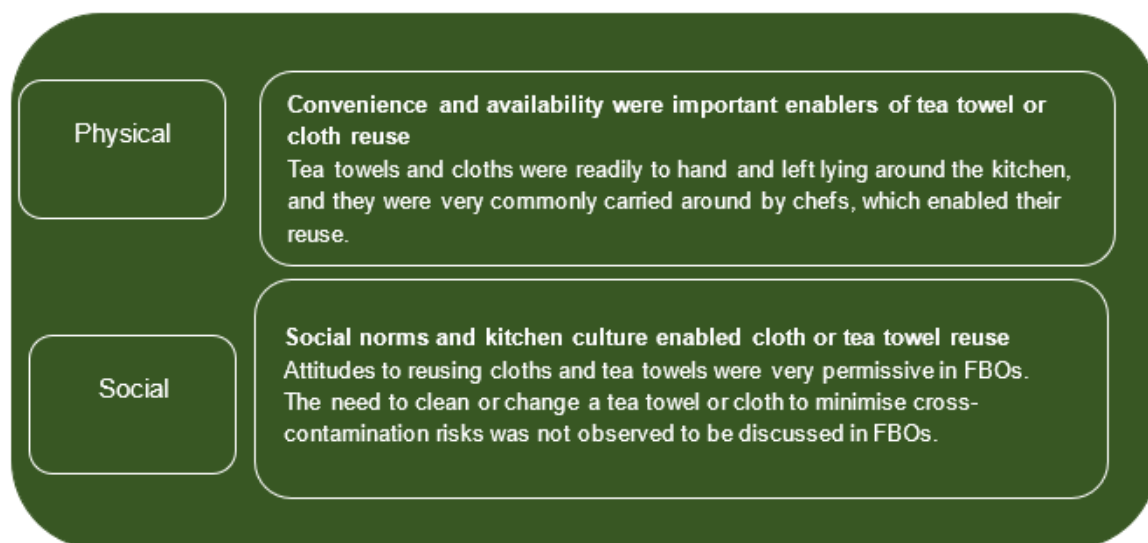 Physical
Convenience and availability were important enablers of tea towel or
cloth reuse
Tea towels and cloths were readily to hand and left lying around the kitchen,
and they were very commonly carried around by chefs, which enabled their
reuse.
Social
Social norms and kitchen culture enabled cloth or tea towel reuse
Attitudes to reusing cloths and tea towels were very permissive in FBOs.
The need to clean or change a tea towel or cloth to minimise cross-
contamination risks was not observed to be discussed in FBOs.